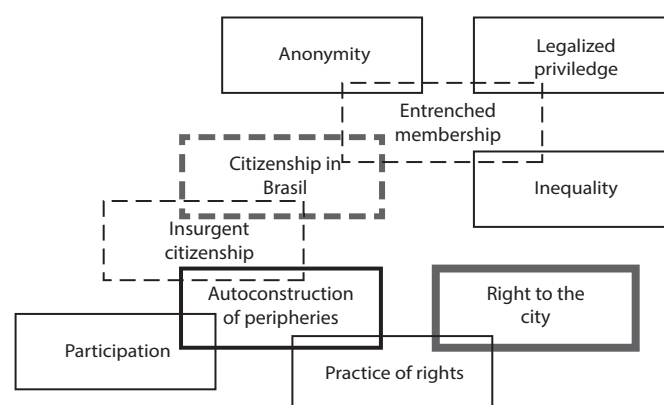 Anonymity
Legalized
priviledge
Entrenched
membership
Citizenship in
Brasil
Inequality
Insurgent
citizenship
Autoconstruction
of peripheries
Right to the
city
Participation
Practice of rights